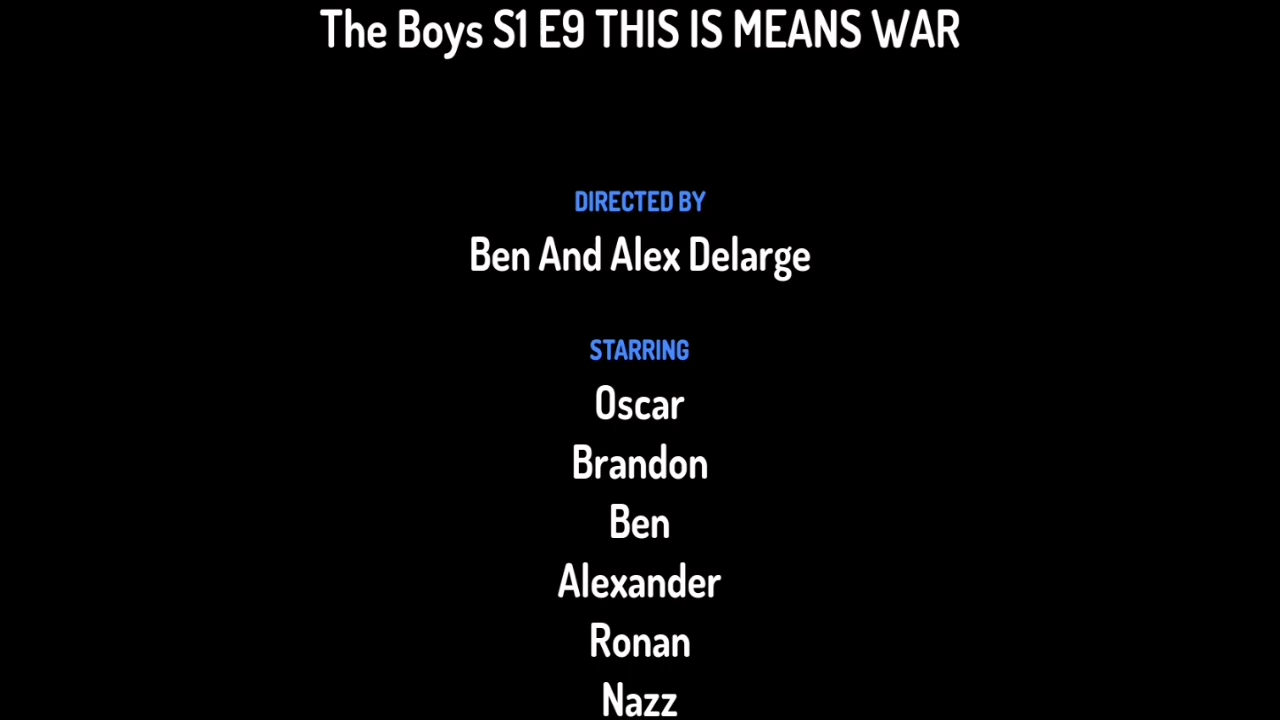 The Boys S1 E9 THIS IS MEANS WAR
DIRECTED BY
Ben And Alex Delarge
STARRING
Oscar
Brandon
Ben
Alexander
Ronan
Nazz